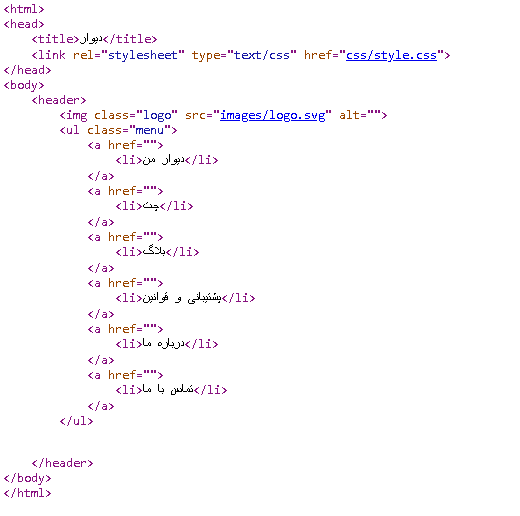 <html>
<head>
<title>دیوار</title>
<link rel="stylesheet" type="text/css" href="css/style.css">
</head>
<body>
<header>
<img class="logo" src="images/logo.svg" alt="">
<ul class="menu">
<a href="">
<li>دیوار من</li>
</a>
<a href="">
<li>چت</li>
</a>
<a href="">
<li>بلاگ</li>
</a>
<a href="">
<li>پشتیبانی و قوانین</li>
</a>
<a href="">
<li>درباره ما</li>
</a>
<a href="">
<li>تماس با ما</li>
</a>
</ul>
</header>
</body>
</html>